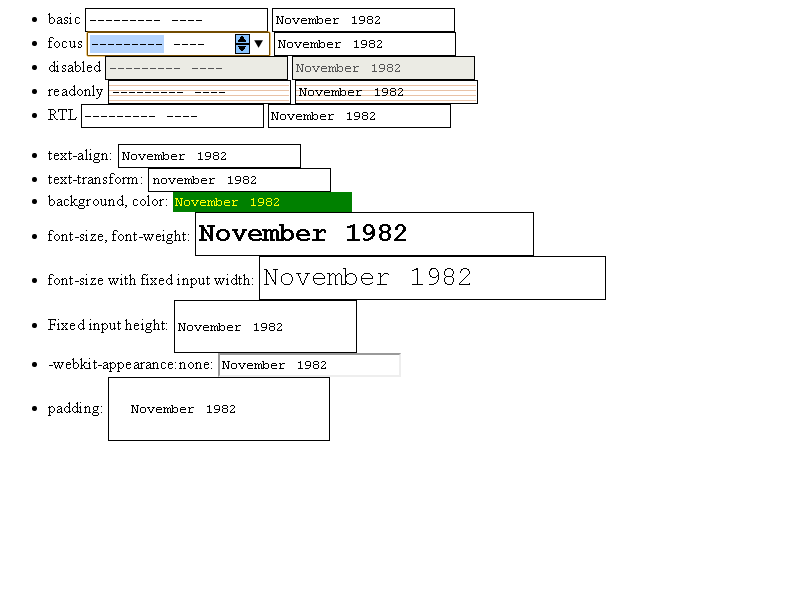 basic --------- ---- November 1982
focus --------- ---- November 1982
disabled --------- ---- November 1982
readonly --------- ---- November 1982
RTL --------- ---- November 1982
text-align: November 1982
text-transform: november 1982
background, color: November 1982
font-size, font-weight: November 1982
font-size with fixed input width: November 1982
Fixed input height: November 1982
-webkit-appearance:none: November 1982
padding: November 1982